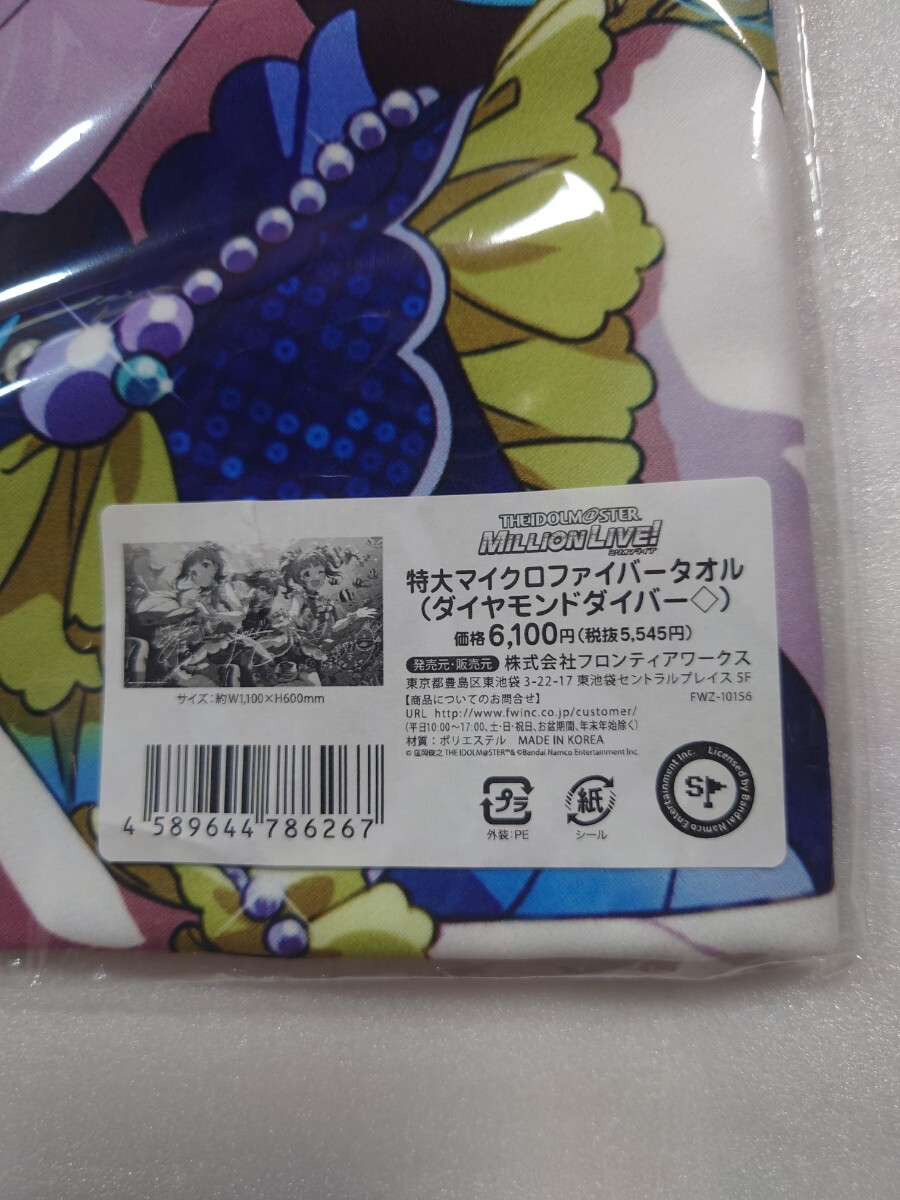 THE IDOLM@STER
MILLION LIVE!
ミリオンライブ
特大マイクロファイバータオル
(ダイヤモンドダイバー◇)
価格6,100円(税抜5,545円)
発売元・販売元 株式会社フロンティアワークス
東京都豊島区東池袋 3-22-17 東池袋セントラルプレイス 5F
【商品についてのお問合せ】 FWZ-10156
URL http://www.fwinc.co.jp/customer/
(平日10:00~17:00、土・日・祝日、お盆期間、年末年始除く)
材質:ポリエステル MADE IN KOREA
© 窪岡俊之 THE IDOLM@STER™& ©Bandai Namco Entertainment Inc.
サイズ:約W1,100×H600mm
4 589644 786267
プラ
外装:PE
紙
シール
Licensed by Bandai Namco Entertainment Inc.
SP